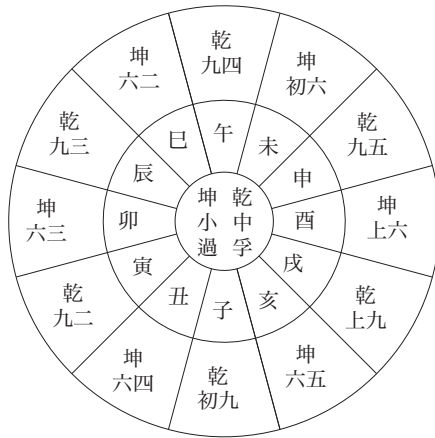 乾
九四
坤
初六
乾
九五
坤
上六
乾
上九
坤
六五
乾
初九
坤
六四
乾
九二
坤
六三
乾
九三
坤
六二
午
未
申
酉
戌
亥
子
丑
寅
卯
辰
巳
乾中孚
坤小過